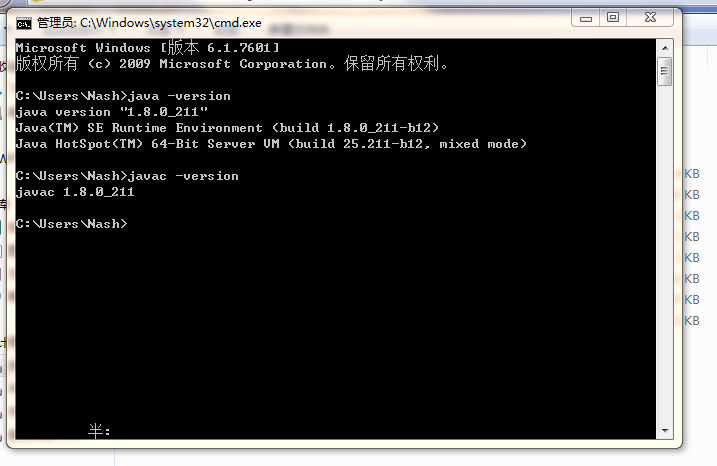 管理员: C:\Windows\system32\cmd.exe
Microsoft Windows [版本 6.1.7601]
版权所有 (c) 2009 Microsoft Corporation。保留所有权利。
C:\Users\Nash>java -version
java version "1.8.0_211"
Java(TM) SE Runtime Environment (build 1.8.0_211-b12)
Java HotSpot(TM) 64-Bit Server VM (build 25.211-b12, mixed mode)
C:\Users\Nash>javac -version
javac 1.8.0_211
C:\Users\Nash>
半:
KB
KB
KB
KB
KB
KB
KB
KB